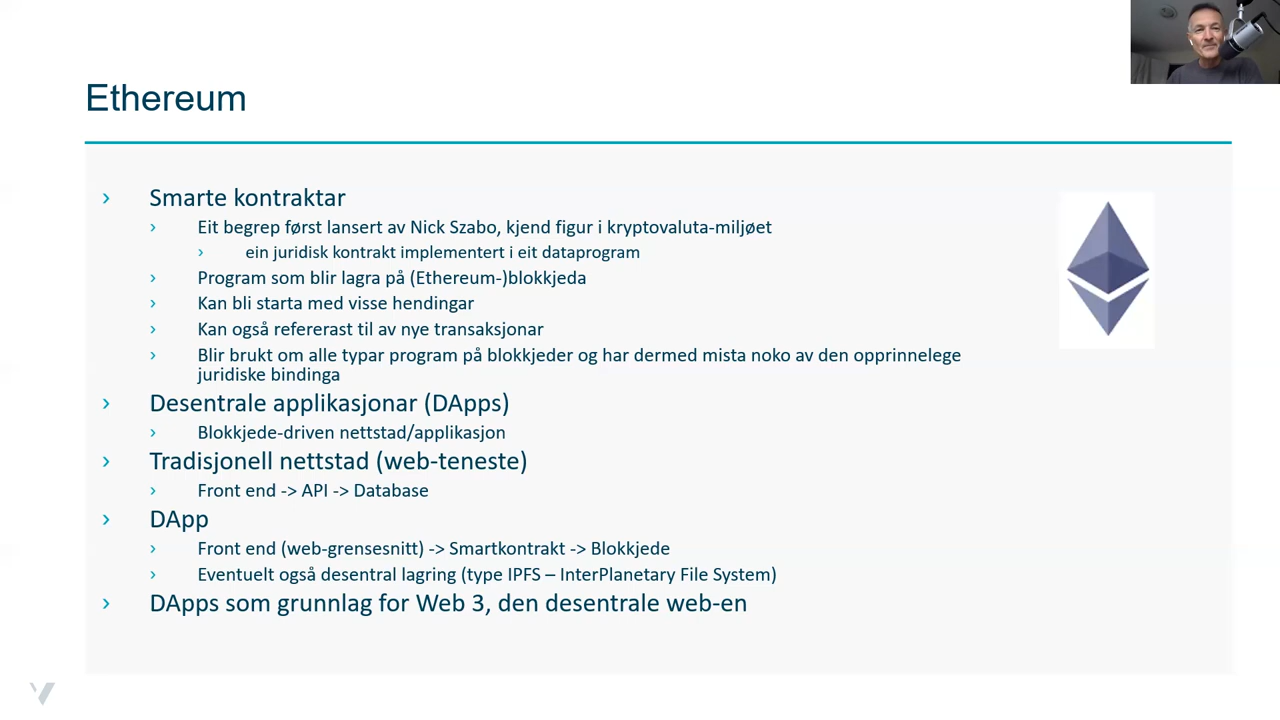 Ethereum
› Smarte kontraktar
› Eit begrep først lansert av Nick Szabo, kjend figur i kryptovaluta-miljøet
› ein juridisk kontrakt implementert i eit dataprogram
› Program som blir lagra på (Ethereum-)blokkjeda
› Kan bli starta med visse hendingar
› Kan også refererast til av nye transaksjonar
› Blir brukt om alle typar program på blokkjeder og har dermed mista noko av den opprinnelege
juridiske bindinga
› Desentrale applikasjonar (DApps)
› Blokkjede-driven nettstad/applikasjon
› Tradisjonell nettstad (web-teneste)
› Front end -> API -> Database
› DApp
› Front end (web-grensesnitt) -> Smartkontrakt -> Blokkjede
› Eventuelt også desentral lagring (type IPFS – InterPlanetary File System)
› DApps som grunnlag for Web 3, den desentrale web-en